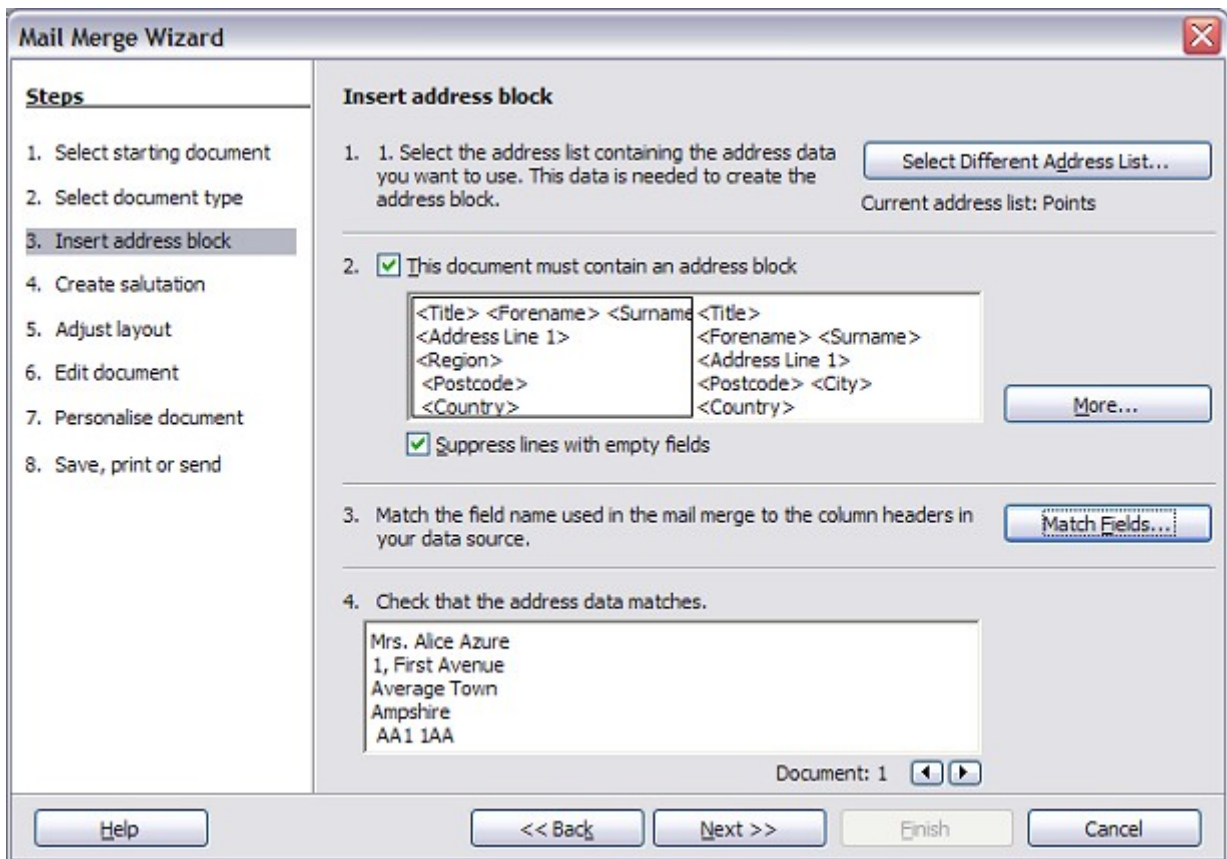 Mail Merge Wizard
Steps
1. Select starting document
2. Select document type
3. Insert address block
4. Create salutation
5. Adjust layout
6. Edit document
7. Personalise document
8. Save, print or send
Insert address block
1. 1. Select the address list containing the address data
you want to use. This data is needed to create the
address block.
Select Different Address List...
Current address list: Points
2. This document must contain an address block
<Title> <Forename> <Surname
<Address Line 1>
<Region>
<Postcode>
<Country>
<Title>
<Forename> <Surname>
<Address Line 1>
<Postcode> <City>
<Country>
More...
Suppress lines with empty fields
3. Match the field name used in the mail merge to the column headers in
your data source.
Match Fields...
4. Check that the address data matches.
Mrs. Alice Azure
1, First Avenue
Average Town
Ampshire
AA1 1AA
Document: 1
Help
<< Back
Next >>
Finish
Cancel